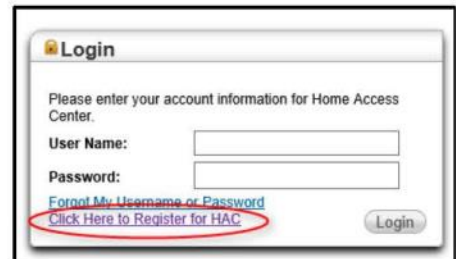 Login
Please enter your account information for Home Access
Center.
User Name:
Password:
Forgot My Username or Password
Click Here to Register for HAC
Login